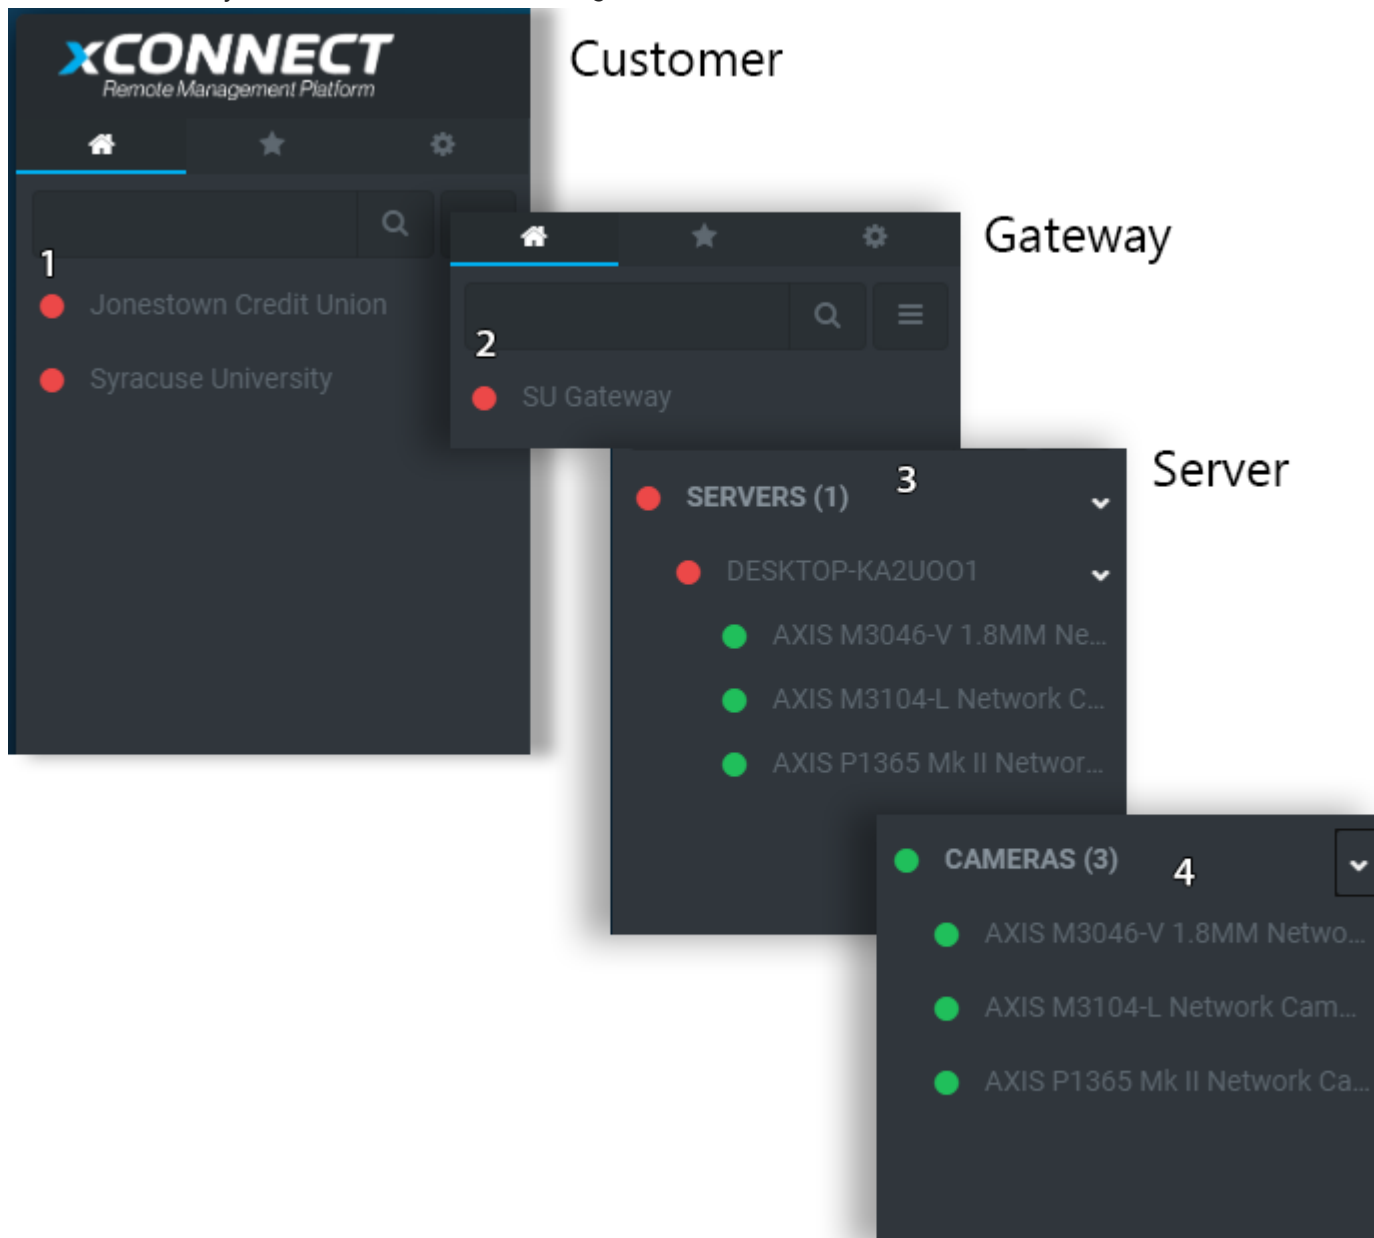 xCONNECT
Remote Management Platform
Customer
1
Jonestown Credit Union
Syracuse University
Gateway
2
SU Gateway
Server
3
SERVERS (1)
DESKTOP-KA2UOO1
AXIS M3046-V 1.8MM Ne...
AXIS M3104-L Network C...
AXIS P1365 Mk II Networ...
CAMERAS (3)
4
AXIS M3046-V 1.8MM Netwo...
AXIS M3104-L Network Cam...
AXIS P1365 Mk II Network Ca...